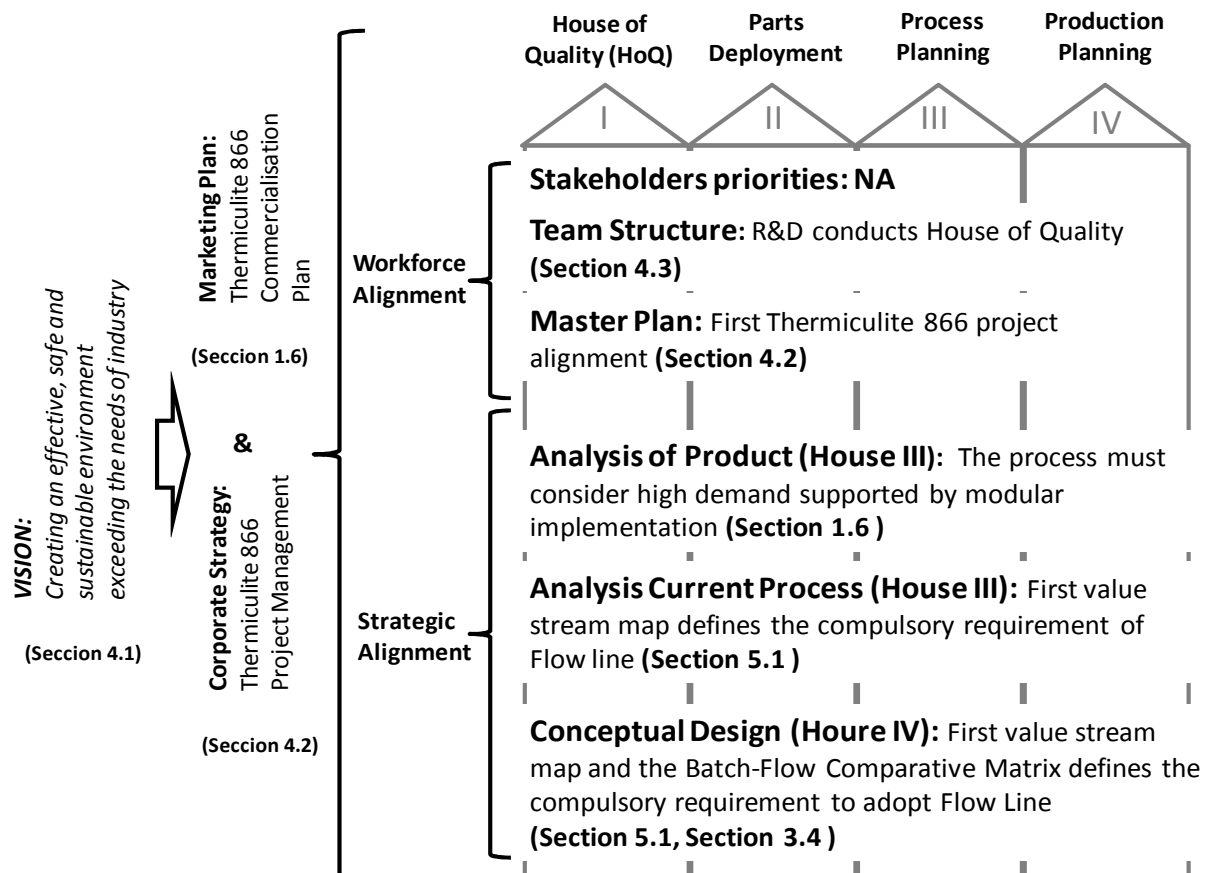 House of
Quality (HoQ)
Parts
Deployment
Process
Planning
Production
Planning
I
II
III
IV
VISION:
Creating an effective, safe and
sustainable environment
exceeding the needs of industry
(Seccion 4.1)
Marketing Plan:
Thermiculite 866
Commercialisation
Plan
(Seccion 1.6)
&
Corporate Strategy:
Thermiculite 866
Project Management
(Seccion 4.2)
Workforce
Alignment
Stakeholders priorities: NA
Team Structure: R&D conducts House of Quality
(Section 4.3)
Master Plan: First Thermiculite 866 project
alignment (Section 4.2)
Strategic
Alignment
Analysis of Product (House III): The process must
consider high demand supported by modular
implementation (Section 1.6 )
Analysis Current Process (House III): First value
stream map defines the compulsory requirement of
Flow line (Section 5.1 )
Conceptual Design (Houre IV): First value stream
map and the Batch-Flow Comparative Matrix defines the
compulsory requirement to adopt Flow Line
(Section 5.1, Section 3.4 )